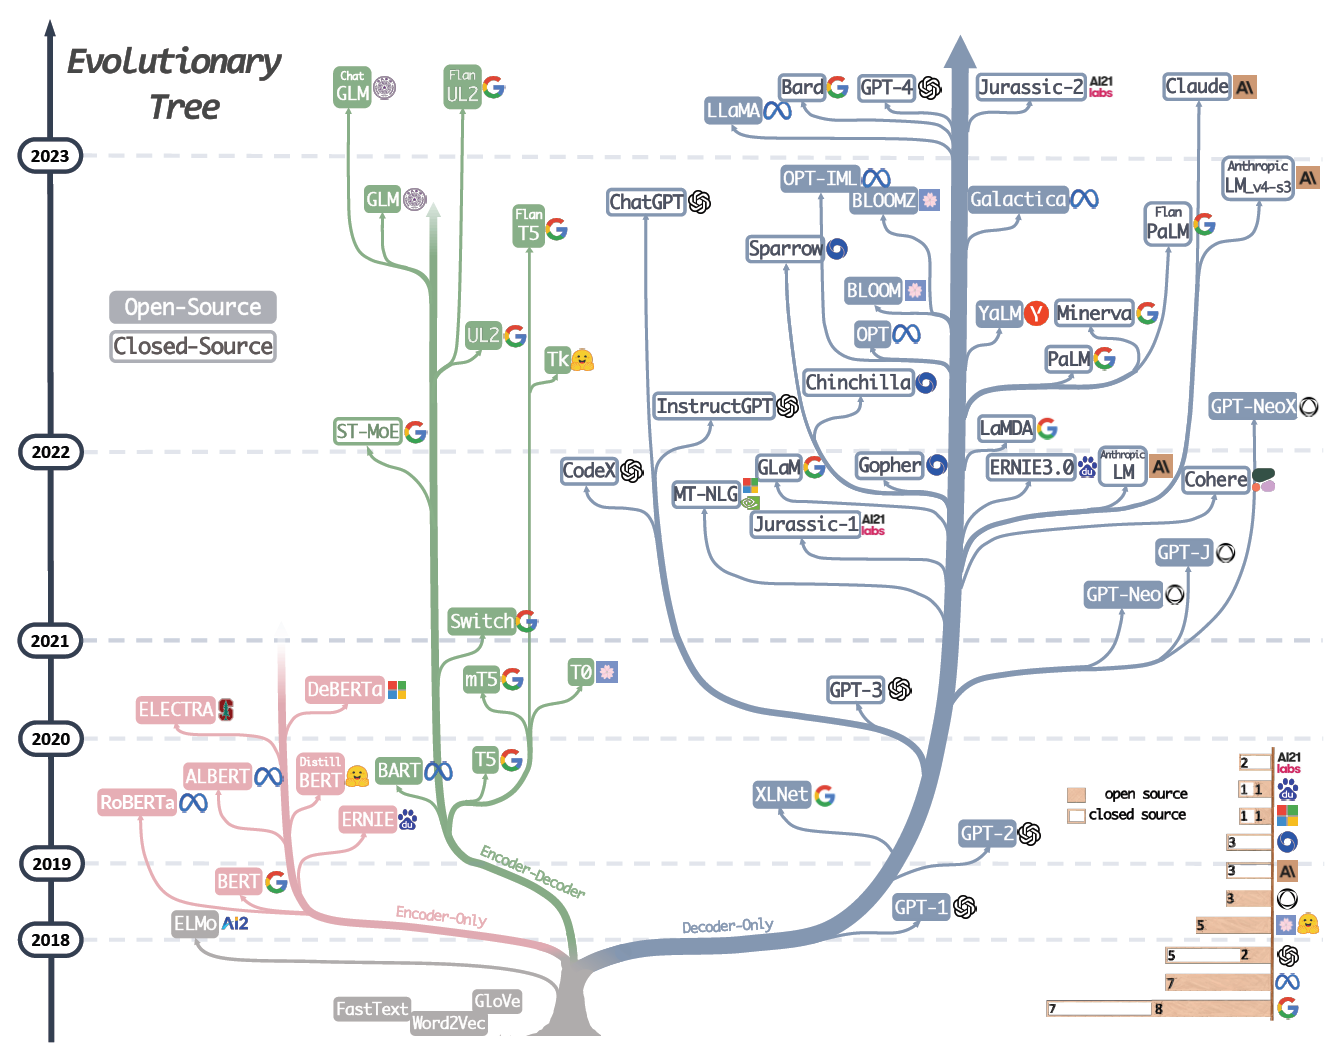 Evolutionary
Tree
2023
2022
2021
2020
2019
2018
Open-Source
Closed-Source
Chat
GLM
Flan
UL2
GLM
Flan
T5
UL2
Tk
ST-MoE
Switch
mT5
T0
T5
BART
Encoder-Decoder
DeBERTa
ELECTRA
ALBERT
Distill
BERT
RoBERTa
ERNIE
BERT
Encoder-Only
ELMo
AI2
FastText
GloVe
Word2Vec
Decoder-Only
Bard
GPT-4
Jurassic-2
AI21
labs
Claude
A\
LLaMA
Anthropic
LM_v4-s3
A\
OPT-IML
BLOOMZ
Galactica
ChatGPT
Flan
PaLM
Sparrow
BLOOM
YaLM
Minerva
OPT
PaLM
Chinchilla
InstructGPT
GPT-NeoX
LaMDA
CodeX
GLaM
Gopher
ERNIE3.0
du
Anthropic
LM
A\
Cohere
MT-NLG
Jurassic-1
AI21
labs
GPT-J
GPT-Neo
GPT-3
XLNet
GPT-2
GPT-1
du
open source
closed source
2
AI21
labs
1 1
du
1 1
3
3
A\
3
5
5 2
7
7 8